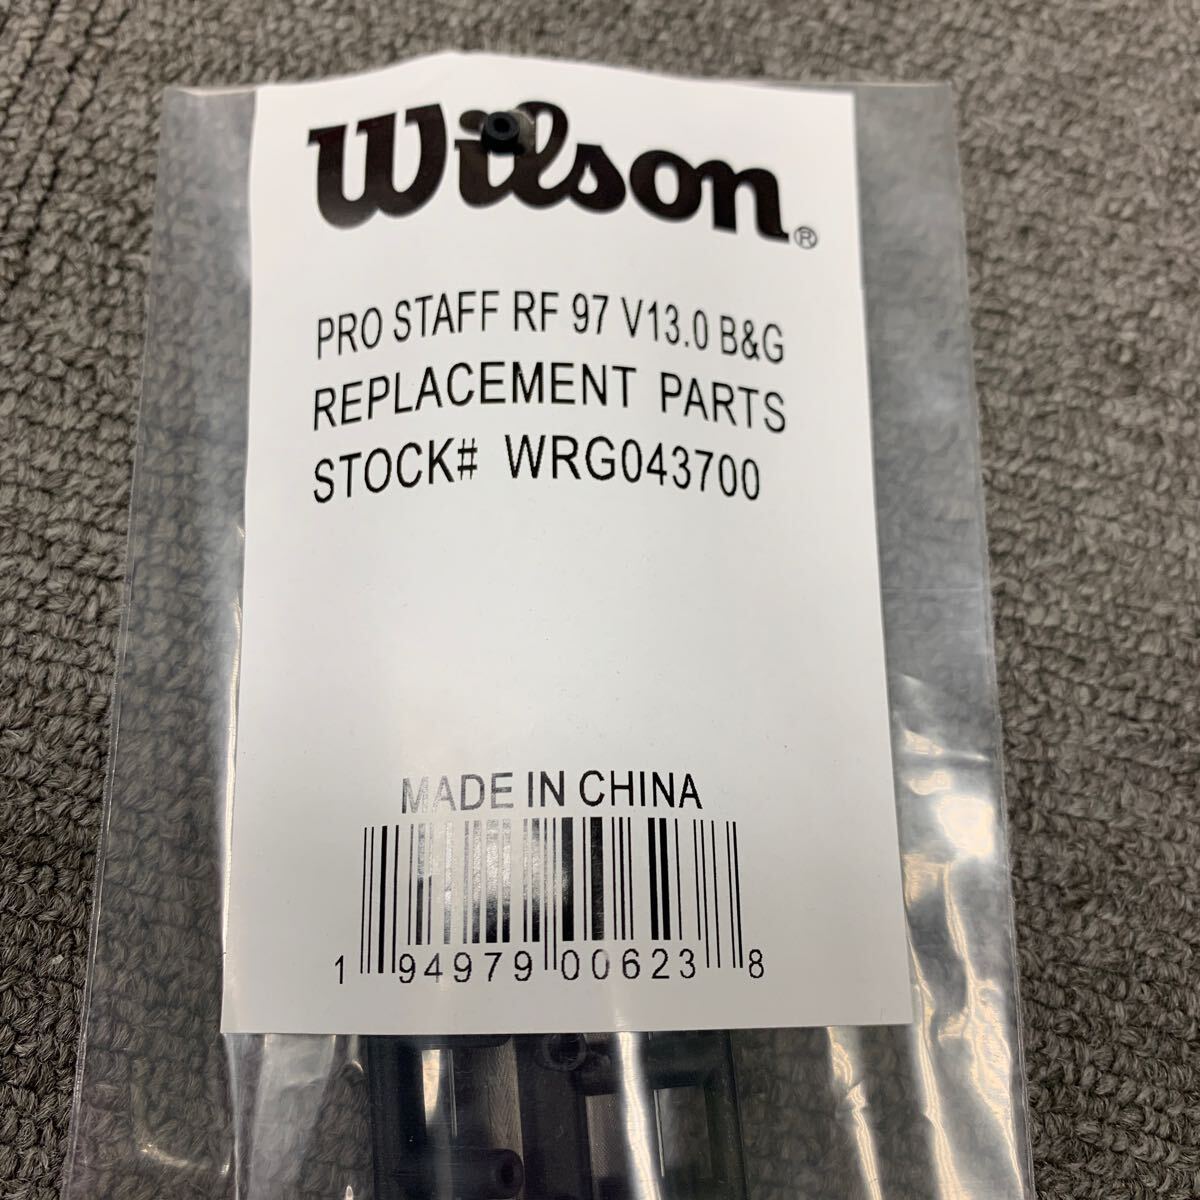 Wilson®
PRO STAFF RF 97 V13.0 B&G
REPLACEMENT PARTS
STOCK# WRG043700
MADE IN CHINA
1 94979 00623 8